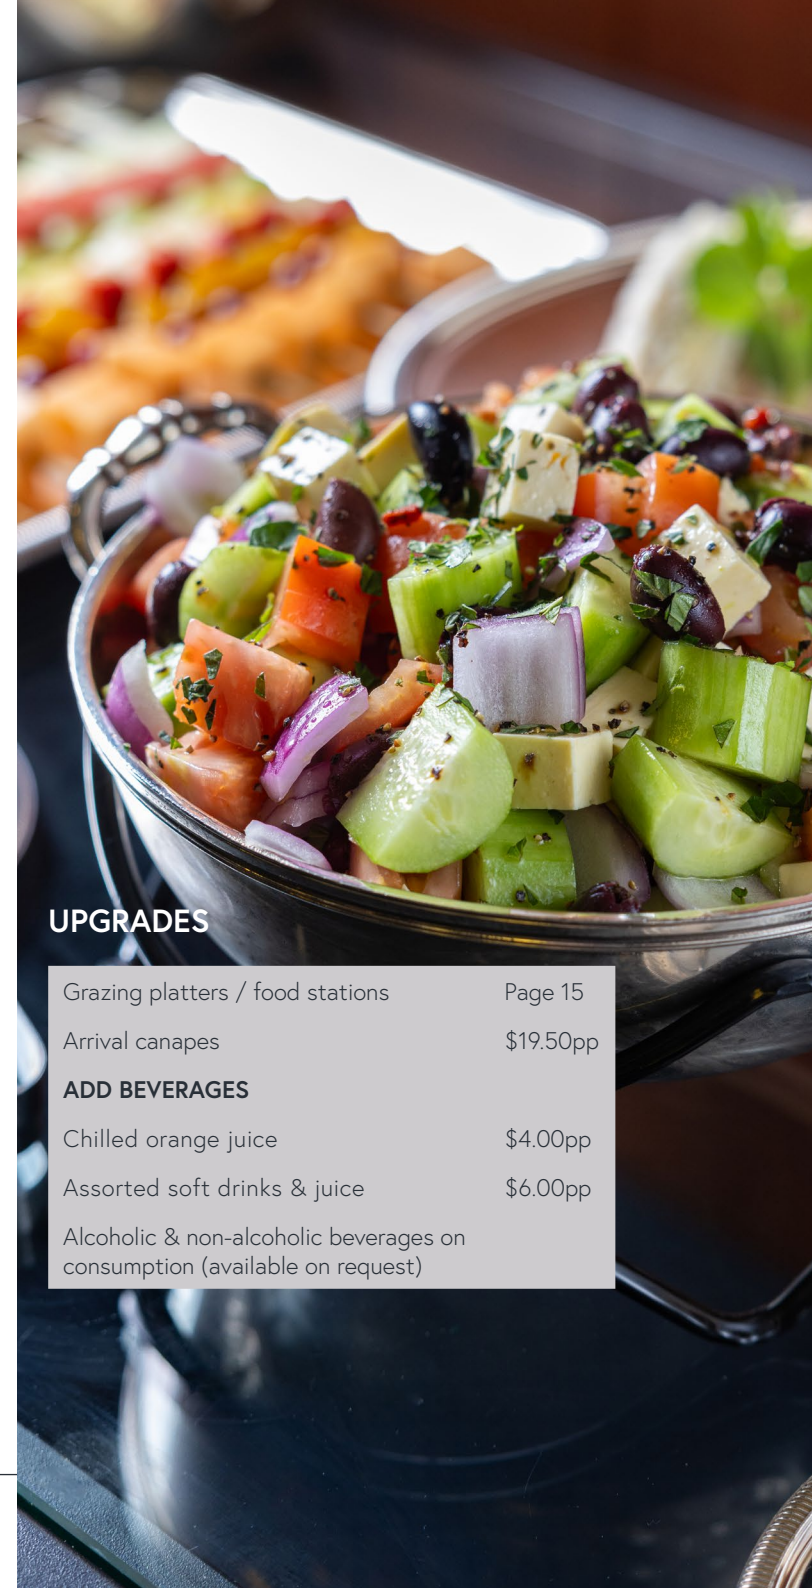 UPGRADES
Grazing platters / food stations Page 15
Arrival canapes $19.50pp
ADD BEVERAGES
Chilled orange juice $4.00pp
Assorted soft drinks & juice $6.00pp
Alcoholic & non-alcoholic beverages on
consumption (available on request)